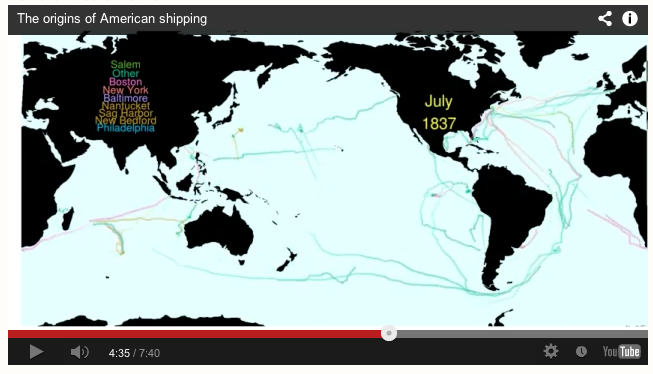 The origins of American shipping
Salem
Other
Boston
New York
Baltimore
Nantucket
Sag Harbor
New Bedford
Philadelphia
July
1837
4:35 / 7:40
YouTube